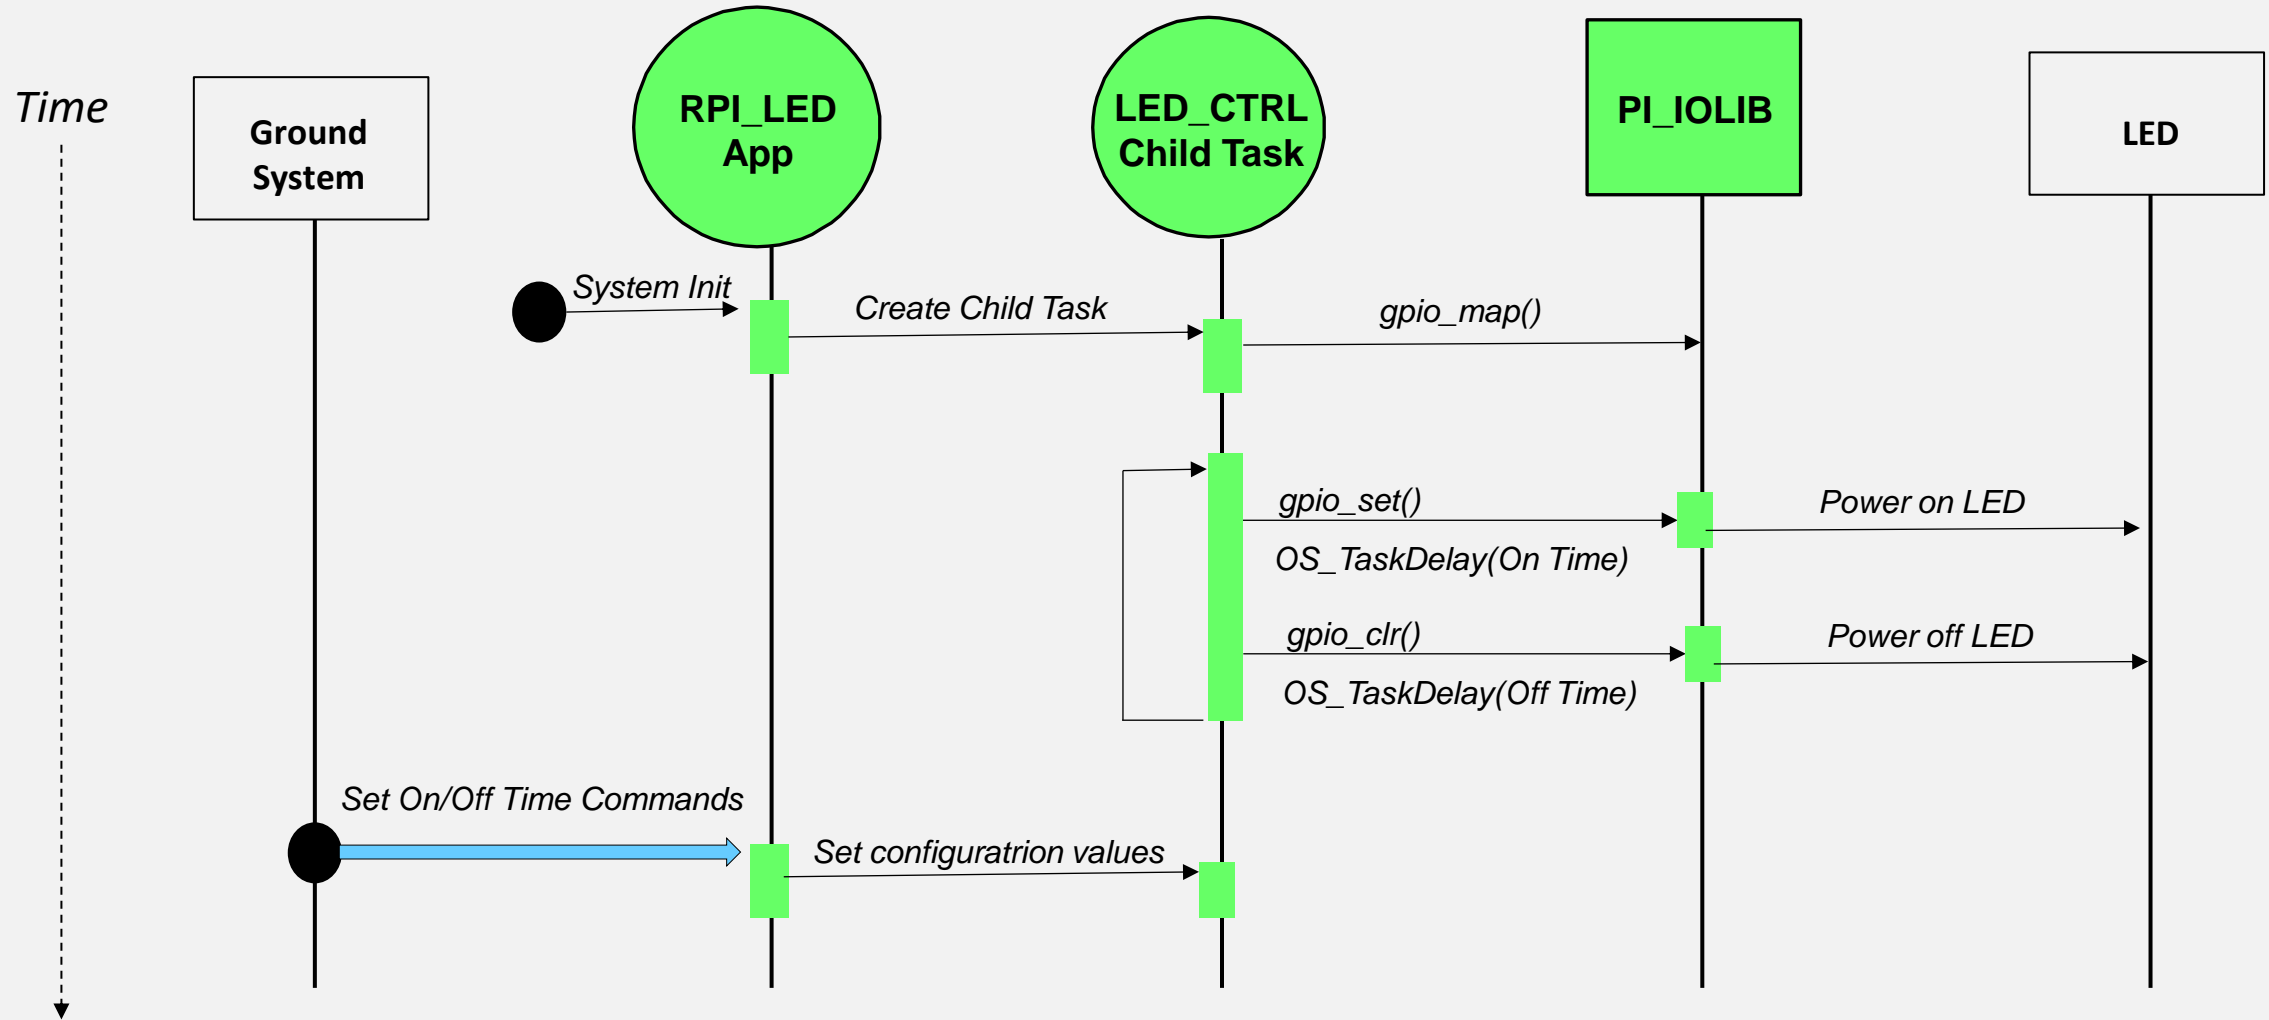 Time
Ground
System
RPI_LED
App
LED_CTRL
Child Task
PI_IOLIB
LED
System Init
Create Child Task
gpio_map()
gpio_set()
Power on LED
OS_TaskDelay(On Time)
gpio_clr()
Power off LED
OS_TaskDelay(Off Time)
Set On/Off Time Commands
Set configuratrion values